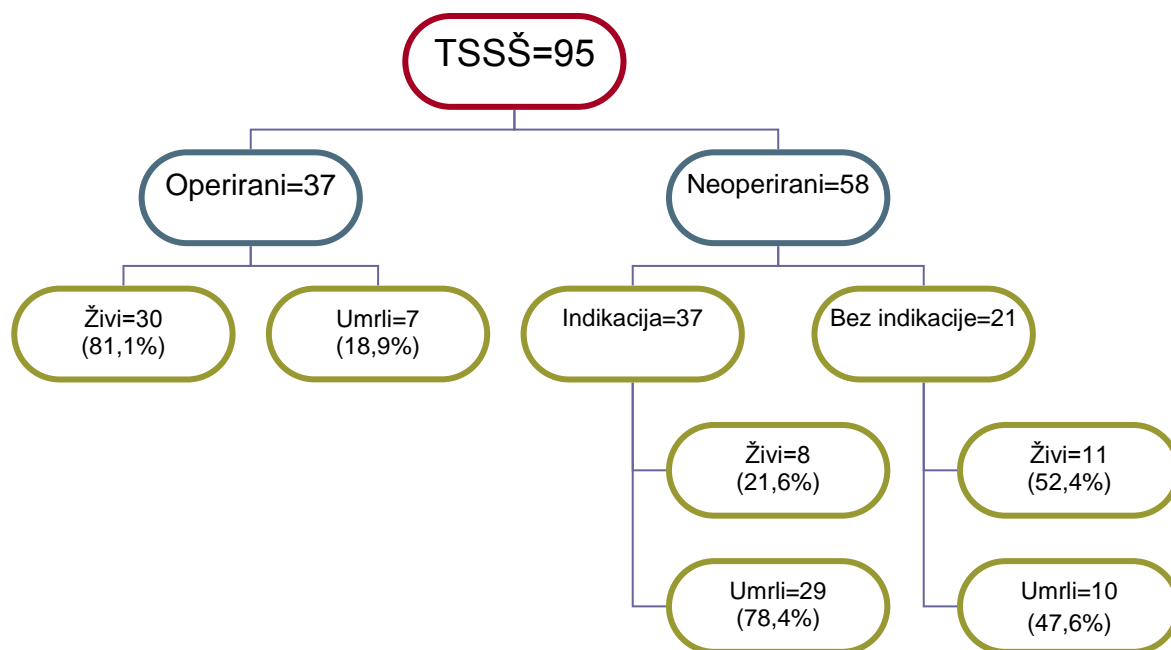 TSSŠ=95
Operirani=37
Neoperirani=58
Živi=30
(81,1%)
Umrli=7
(18,9%)
Indikacija=37
Bez indikacije=21
Živi=8
(21,6%)
Živi=11
(52,4%)
Umrli=29
(78,4%)
Umrli=10
(47,6%)